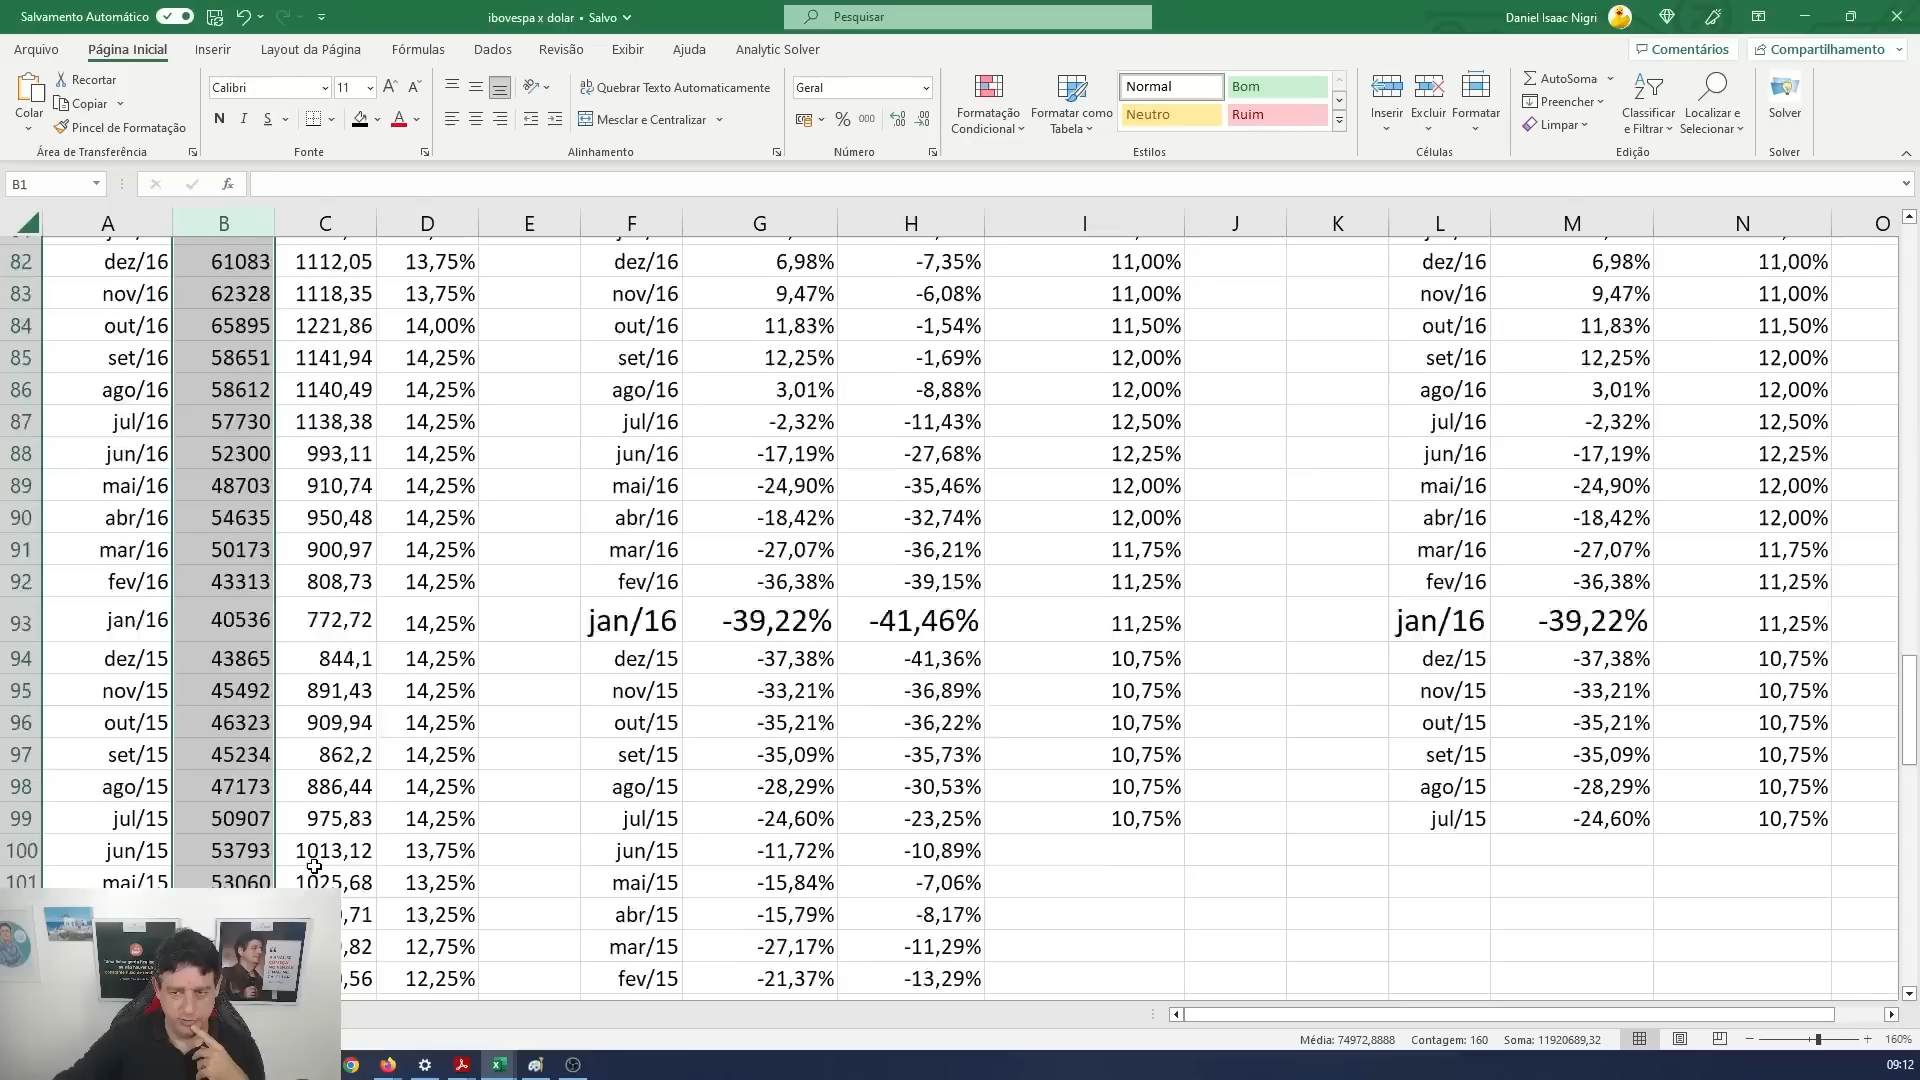 Salvamento Automático
ibovespa x dolar • Salvo
Pesquisar
Daniel Isaac Nigri
Arquivo Página Inicial Inserir Layout da Página Fórmulas Dados Revisão Exibir Ajuda Analytic Solver
Comentários Compartilhamento
Colar
Recortar
Copiar
Pincel de Formatação
Área de Transferência
Calibri 11
N I S
Fonte
Quebrar Texto Automaticamente
Mesclar e Centralizar
Alinhamento
Geral
% 000
Número
Formatação Condicional
Formatar como Tabela
Normal Bom
Neutro Ruim
Estilos
Inserir Excluir Formatar
Células
AutoSoma
Preencher
Limpar
Classificar e Filtrar
Localizar e Selecionar
Edição
Solver
Solver
B1 fx
A B C D E F G H I J K L M N O
82 dez/16 61083 1112,05 13,75% dez/16 6,98% -7,35% 11,00% dez/16 6,98% 11,00%
83 nov/16 62328 1118,35 13,75% nov/16 9,47% -6,08% 11,00% nov/16 9,47% 11,00%
84 out/16 65895 1221,86 14,00% out/16 11,83% -1,54% 11,50% out/16 11,83% 11,50%
85 set/16 58651 1141,94 14,25% set/16 12,25% -1,69% 12,00% set/16 12,25% 12,00%
86 ago/16 58612 1140,49 14,25% ago/16 3,01% -8,88% 12,00% ago/16 3,01% 12,00%
87 jul/16 57730 1138,38 14,25% jul/16 -2,32% -11,43% 12,50% jul/16 -2,32% 12,50%
88 jun/16 52300 993,11 14,25% jun/16 -17,19% -27,68% 12,25% jun/16 -17,19% 12,25%
89 mai/16 48703 910,74 14,25% mai/16 -24,90% -35,46% 12,00% mai/16 -24,90% 12,00%
90 abr/16 54635 950,48 14,25% abr/16 -18,42% -32,74% 12,00% abr/16 -18,42% 12,00%
91 mar/16 50173 900,97 14,25% mar/16 -27,07% -36,21% 11,75% mar/16 -27,07% 11,75%
92 fev/16 43313 808,73 14,25% fev/16 -36,38% -39,15% 11,25% fev/16 -36,38% 11,25%
93 jan/16 40536 772,72 14,25% jan/16 -39,22% -41,46% 11,25% jan/16 -39,22% 11,25%
94 dez/15 43865 844,1 14,25% dez/15 -37,38% -41,36% 10,75% dez/15 -37,38% 10,75%
95 nov/15 45492 891,43 14,25% nov/15 -33,21% -36,89% 10,75% nov/15 -33,21% 10,75%
96 out/15 46323 909,94 14,25% out/15 -35,21% -36,22% 10,75% out/15 -35,21% 10,75%
97 set/15 45234 862,2 14,25% set/15 -35,09% -35,73% 10,75% set/15 -35,09% 10,75%
98 ago/15 47173 886,44 14,25% ago/15 -28,29% -30,53% 10,75% ago/15 -28,29% 10,75%
99 jul/15 50907 975,83 14,25% jul/15 -24,60% -23,25% 10,75% jul/15 -24,60% 10,75%
100 jun/15 53793 1013,12 13,75% jun/15 -11,72% -10,89%
101 mai/15 53060 1025,68 13,25% mai/15 -15,84% -7,06%
,71 13,25% abr/15 -15,79% -8,17%
,82 12,75% mar/15 -27,17% -11,29%
,56 12,25% fev/15 -21,37% -13,29%
Média: 74972,8888 Contagem: 160 Soma: 11920689,32 160%
09:12